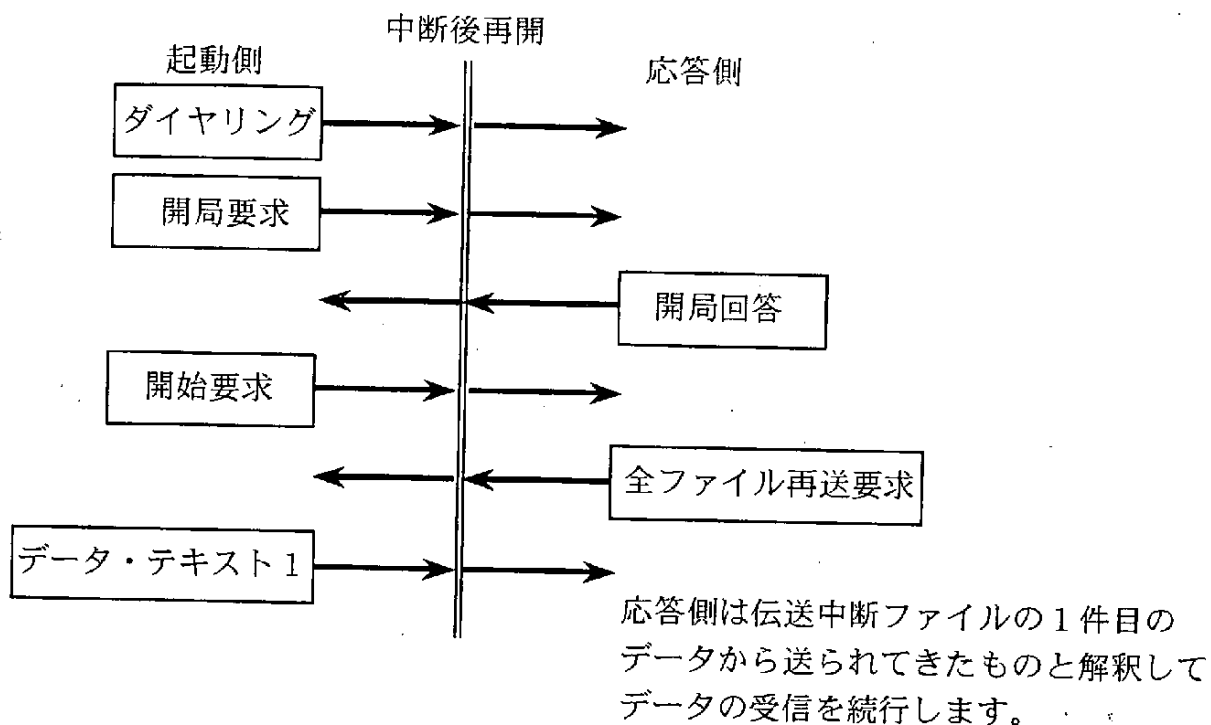 中断後再開
起動側
応答側
ダイヤリング
開局要求
開局回答
開始要求
全ファイル再送要求
データ・テキスト1
応答側は伝送中断ファイルの1件目の
データから送られてきたものと解釈して
データの受信を続行します。